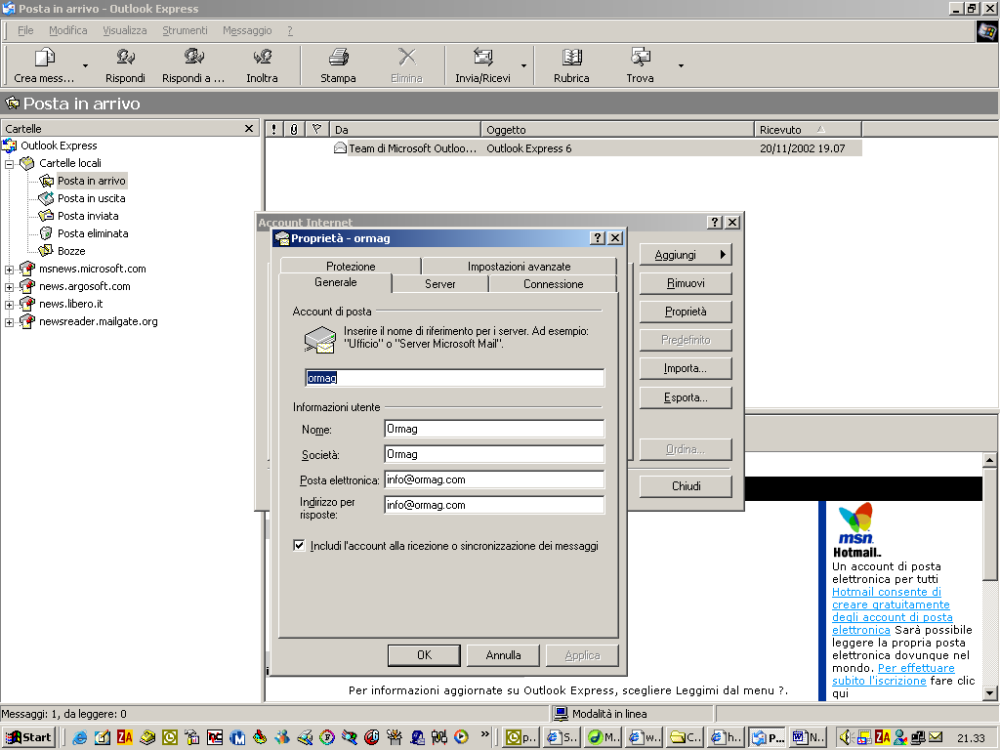 Posta in arrivo - Outlook Express
File Modifica Visualizza Strumenti Messaggio ?
Crea mess... Rispondi Rispondi a ... Inoltra Stampa Elimina Invia/Ricevi Rubrica Trova
Posta in arrivo
Cartelle
! Da Oggetto Ricevuto
Team di Microsoft Outloo... Outlook Express 6 20/11/2002 19.07
Outlook Express
Cartelle locali
Posta in arrivo
Posta in uscita
Posta inviata
Posta eliminata
Bozze
msnews.microsoft.com
news.argosoft.com
news.libero.it
newsreader.mailgate.org
Account Internet
Aggiungi
Rimuovi
Proprietà
Predefinito
Importa...
Esporta...
Ordina...
Chiudi
Proprietà - ormag
Protezione Impostazioni avanzate
Generale Server Connessione
Account di posta
Inserire il nome di riferimento per i server. Ad esempio:
"Ufficio" o "Server Microsoft Mail".
ormag
Informazioni utente
Nome: Ormag
Società: Ormag
Posta elettronica: info@ormag.com
Indirizzo per
risposte: info@ormag.com
Includi l'account alla ricezione o sincronizzazione dei messaggi
OK Annulla Applica
msn
Hotmail
Un account di posta
elettronica per tutti
Hotmail consente di
creare gratuitamente
degli account di posta
elettronica Sarà possibile
leggere la propria posta
elettronica dovunque nel
mondo. Per effettuare
subito l'iscrizione fare clic
qui
Per informazioni aggiornate su Outlook Express, scegliere Leggimi dal menu ?.
Messaggi: 1, da leggere: 0 Modalità in linea
Start ZA » p.. S.. M.. w.. C.. h.. P... N.. ZA 21.33